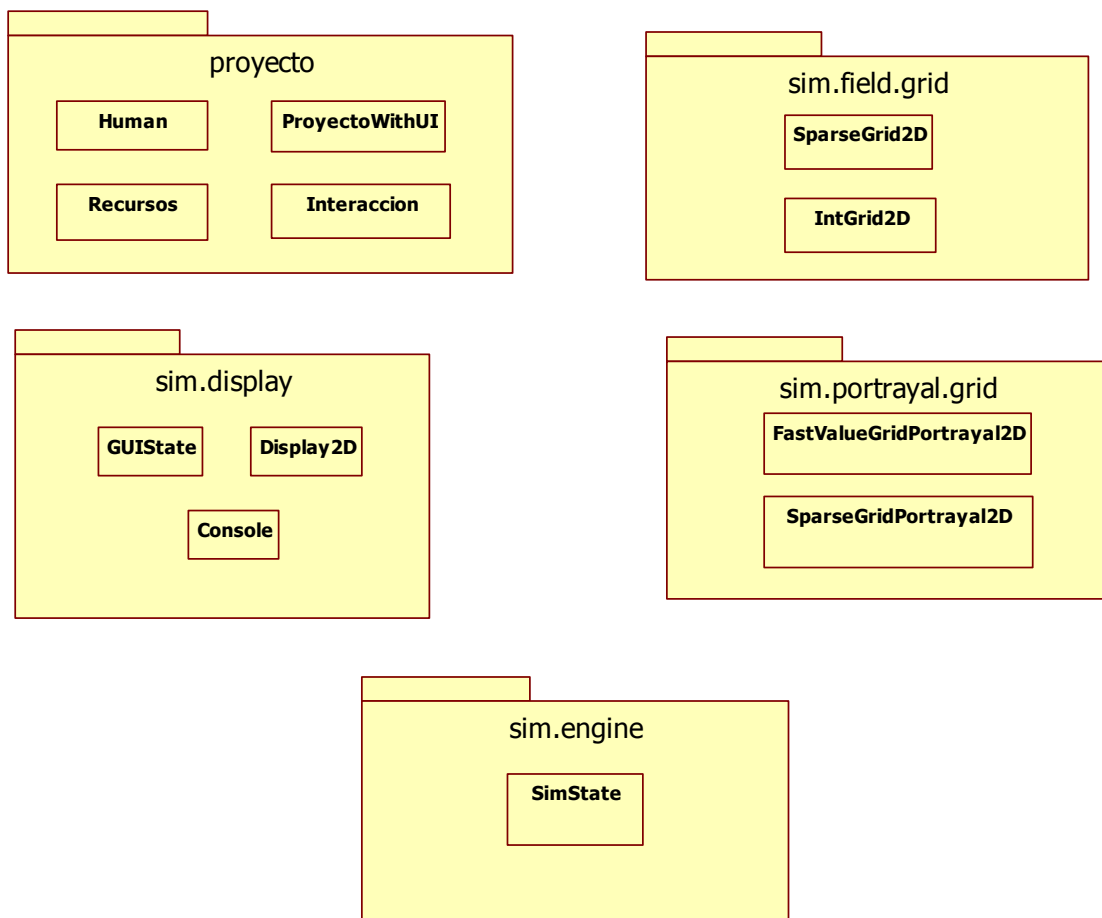 proyecto
Human
ProyectoWithUI
Recursos
Interaccion
sim.field.grid
SparseGrid2D
IntGrid2D
sim.display
GUIState
Display2D
Console
sim.portrayal.grid
FastValueGridPortrayal2D
SparseGridPortrayal2D
sim.engine
SimState